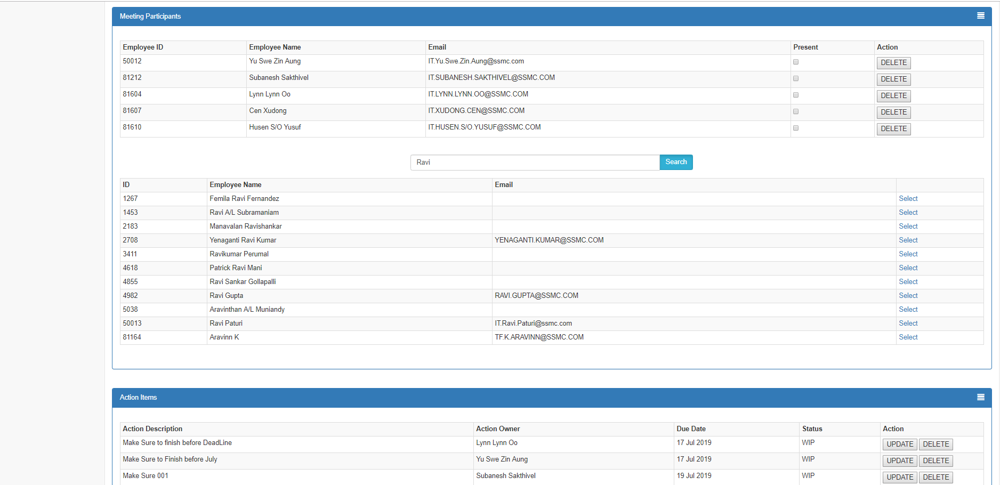 Meeting Participants
Employee ID Employee Name Email Present Action
50012 Yu Swe Zin Aung IT.Yu.Swe.Zin.Aung@ssmc.com DELETE
81212 Subanesh Sakthivel IT.SUBANESH.SAKTHIVEL@SSMC.COM DELETE
81604 Lynn Lynn Oo IT.LYNN.LYNN.OO@SSMC.COM DELETE
81607 Cen Xudong IT.XUDONG.CEN@SSMC.COM DELETE
81610 Husen S/O Yusuf IT.HUSEN.S/O.YUSUF@SSMC.COM DELETE
Ravi Search
ID Employee Name Email
1267 Femila Ravi Fernandez Select
1453 Ravi A/L Subramaniam Select
2183 Manavalan Ravishankar Select
2708 Yenaganti Ravi Kumar YENAGANTI.KUMAR@SSMC.COM Select
3411 Ravikumar Perumal Select
4618 Patrick Ravi Mani Select
4855 Ravi Sankar Gollapalli Select
4982 Ravi Gupta RAVI.GUPTA@SSMC.COM Select
5038 Aravinthan A/L Muniandy Select
50013 Ravi Paturi IT.Ravi.Paturi@ssmc.com Select
81164 Aravinn K TF.K.ARAVINN@SSMC.COM Select
Action Items
Action Description Action Owner Due Date Status Action
Make Sure to finish before DeadLine Lynn Lynn Oo 17 Jul 2019 WIP UPDATE DELETE
Make Sure to Finish before July Yu Swe Zin Aung 17 Jul 2019 WIP UPDATE DELETE
Make Sure 001 Subanesh Sakthivel 19 Jul 2019 WIP UPDATE DELETE